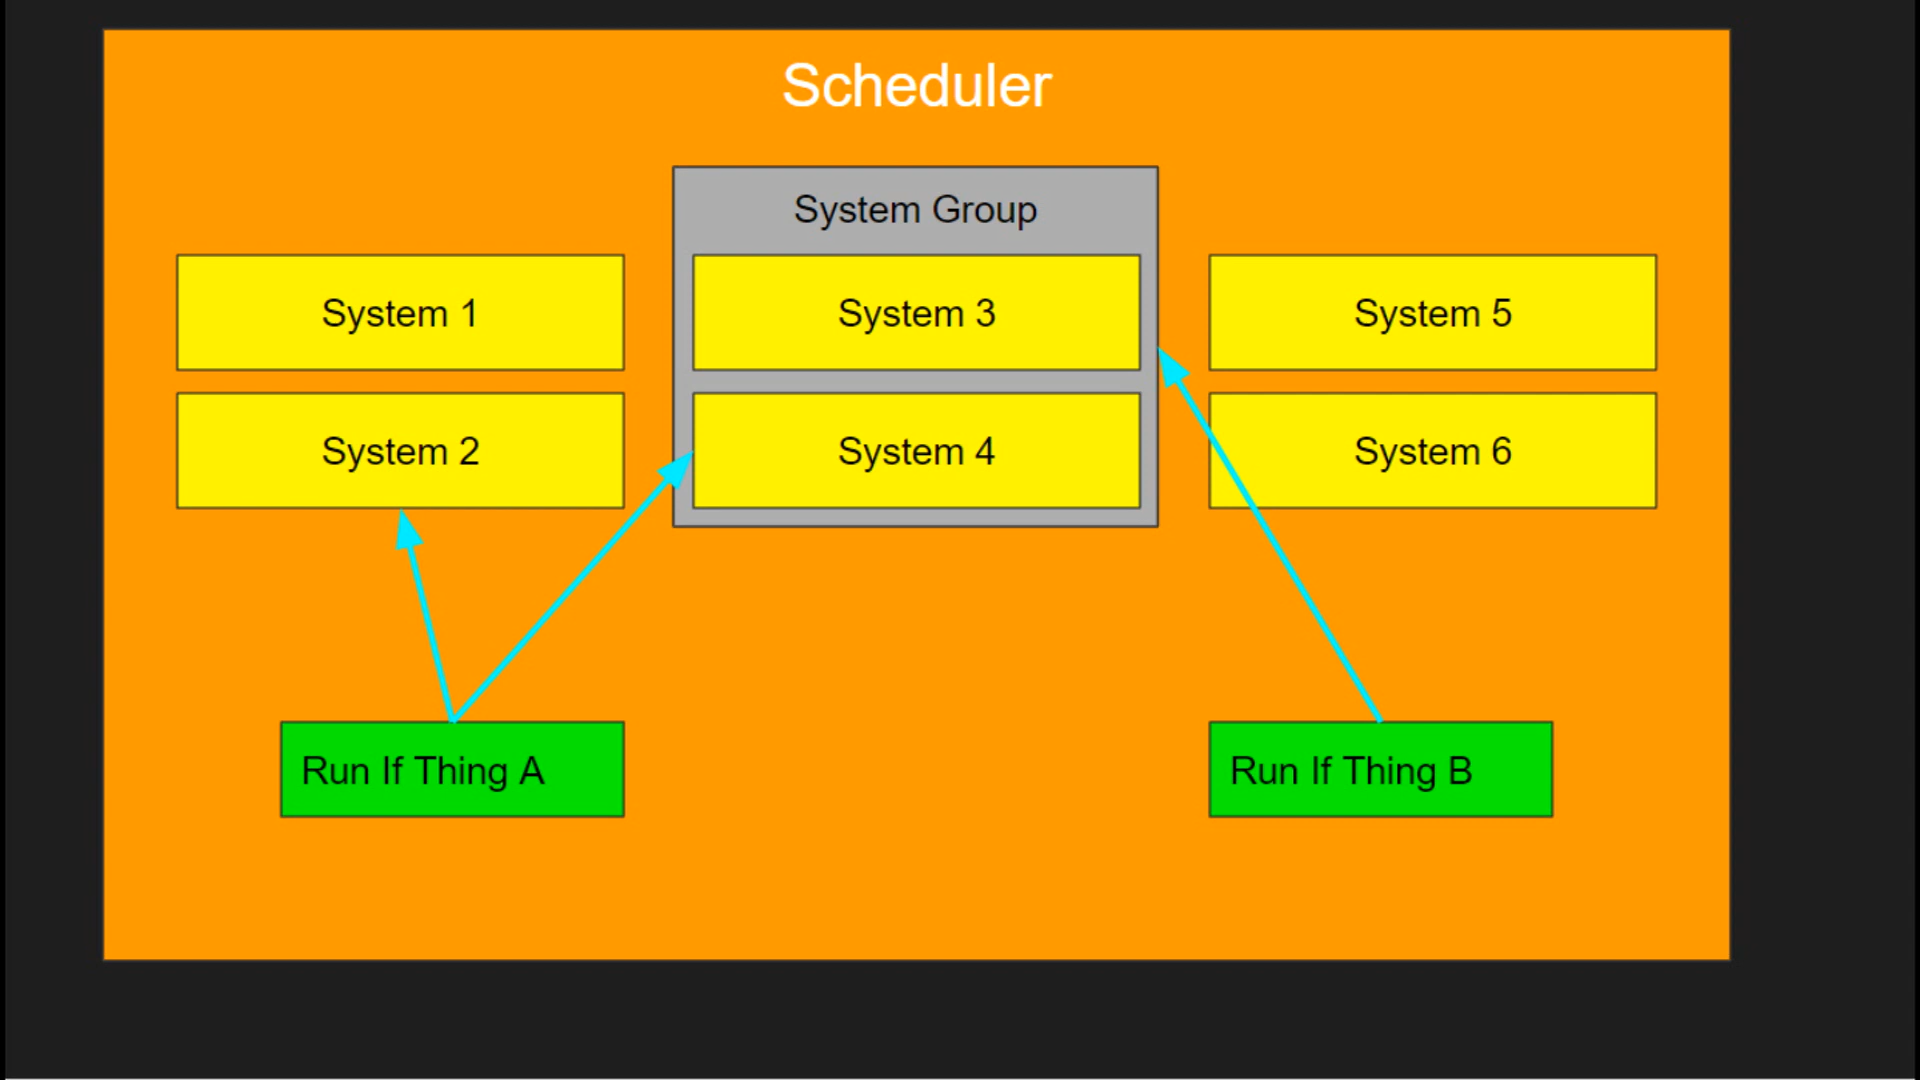 Scheduler
System Group
System 1
System 3
System 5
System 2
System 4
System 6
Run If Thing A
Run If Thing B